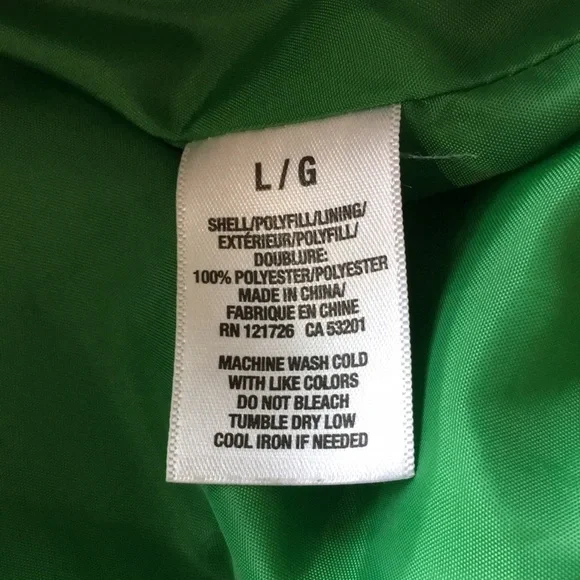 L / G
SHELL/POLYFILL/LINING/
EXTÉRIEUR/POLYFILL/
DOUBLURE:
100% POLYESTER/POLYESTER
MADE IN CHINA/
FABRIQUE EN CHINE
RN 121726 CA 53201
MACHINE WASH COLD
WITH LIKE COLORS
DO NOT BLEACH
TUMBLE DRY LOW
COOL IRON IF NEEDED